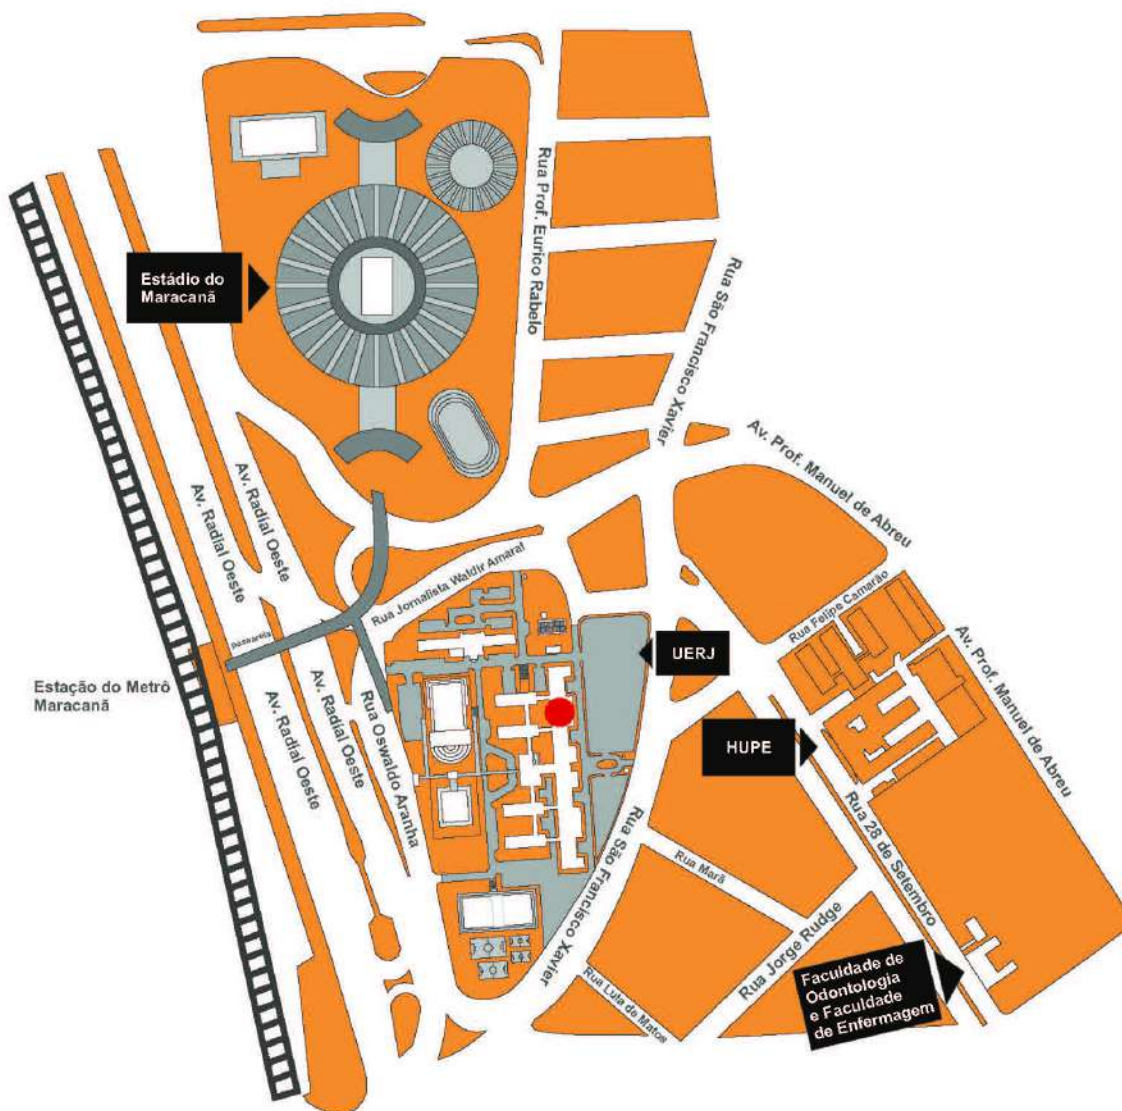 Rua Prof. Eurico Rabelo
Estádio do
Maracanã
Rua São Francisco Xavier
Av. Prof. Manuel de Abreu
Av. Radial Oeste
Av. Radial Oeste
Rua Jornalista Waldir Amaral
Rua Felipe Camarão
passarela
UERJ
Av. Prof. Manuel de Abreu
Estação do Metrô
Maracanã
Av. Radial Oeste
Av. Radial Oeste
Rua Oswaldo Aranha
HUPE
Rua 28 de Setembro
Rua São Francisco Xavier
Rua Marã
Rua Jorge Rudge
Rua Lula de Matos
Faculdade de
Odontologia
e Faculdade
de Enfermagem